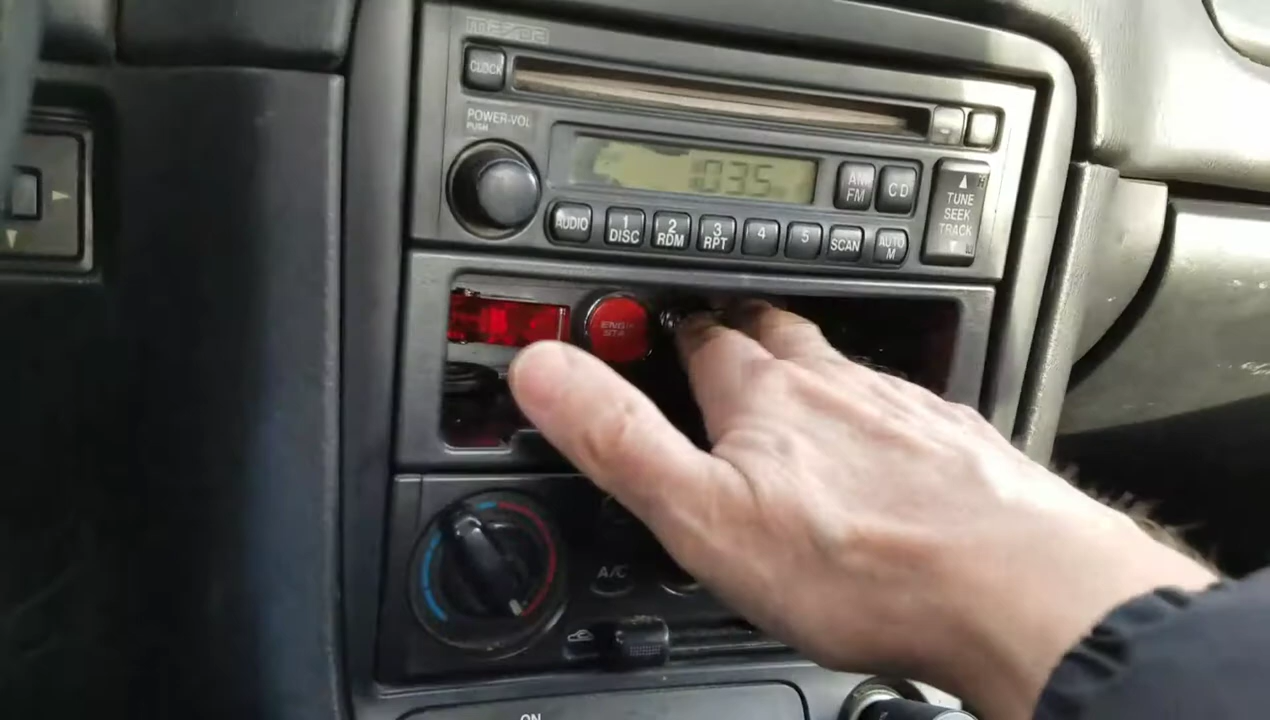 mazda
CLOCK
POWER-VOL
PUSH
035
AM
FM
CD
TUNE
SEEK
TRACK
AUDIO
1
DISC
2
RDM
3
RPT
4
5
SCAN
AUTO
M
A/C
ON